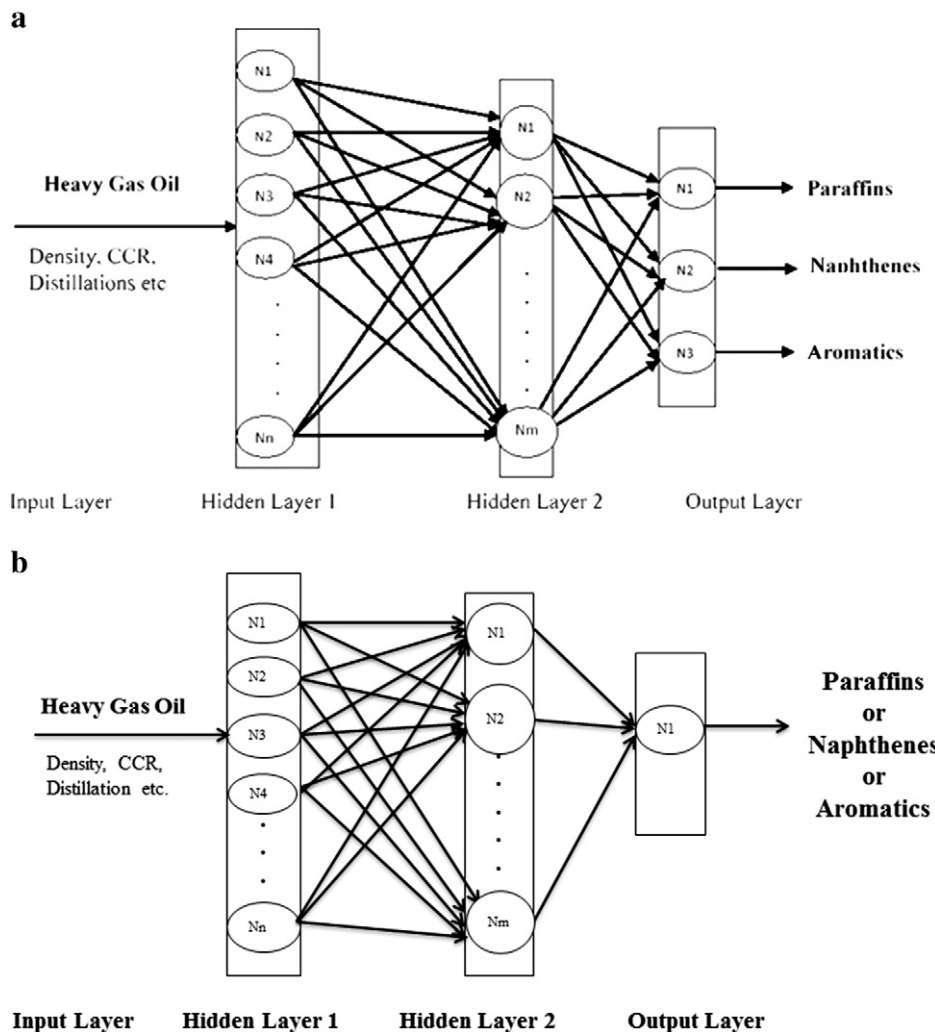 a
N1
N2
N3
N4
Nn
N1
N2
Nm
N1
N2
N3
Heavy Gas Oil
Density, CCR,
Distillations etc
Paraffins
Naphthenes
Aromatics
Input Layer Hidden Layer 1 Hidden Layer 2 Output Layer
b
N1
N2
N3
N4
Nn
N1
N2
Nm
N1
Heavy Gas Oil
Density, CCR,
Distillation etc.
Paraffins
or
Naphthenes
or
Aromatics
Input Layer Hidden Layer 1 Hidden Layer 2 Output Layer